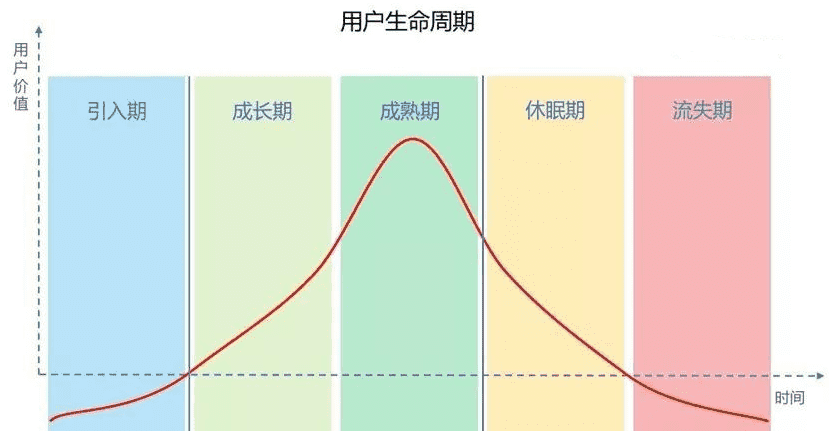 用户生命周期
用户价值
引入期
成长期
成熟期
休眠期
流失期
时间